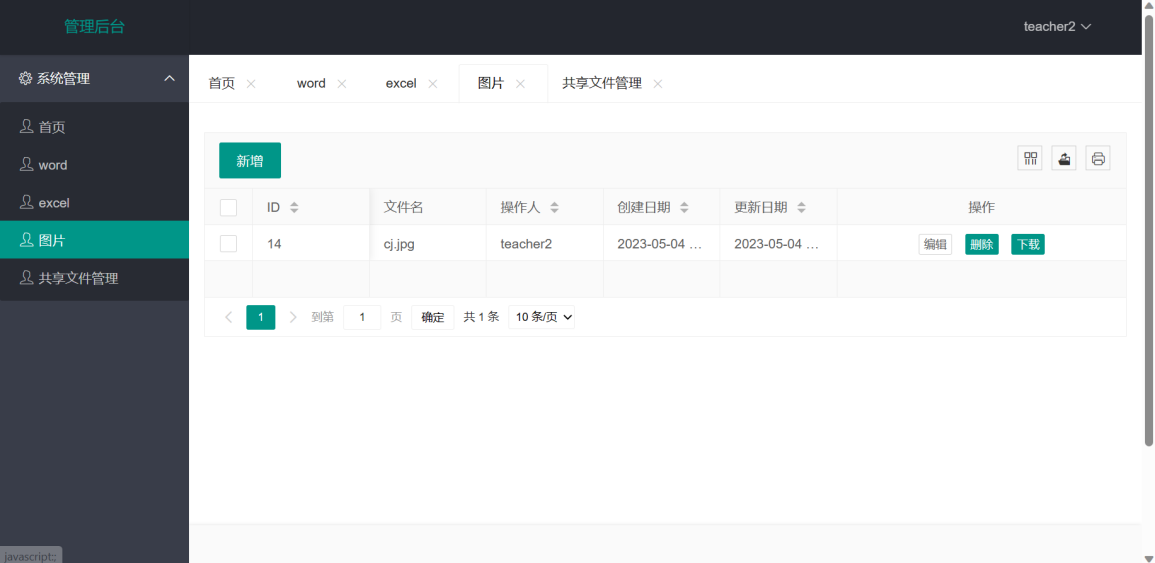 管理后台
teacher2
系统管理
首页
word
excel
图片
共享文件管理
首页 word excel 图片 共享文件管理
新增
ID 文件名 操作人 创建日期 更新日期 操作
14 cj.jpg teacher2 2023-05-04 ... 2023-05-04 ... 编辑 删除 下载
1 到第 1 页 确定 共 1 条 10 条/页
javascript:;